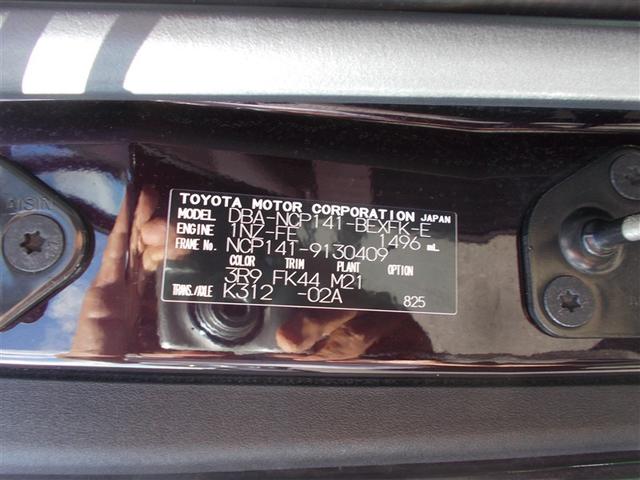 AISIN
TOYOTA MOTOR CORPORATION JAPAN
MODEL DBA-NCP141-BEXFK-E
ENGINE 1NZ-FE 1496 mL
FRAME No. NCP141-9130409
COLOR TRIM PLANT OPTION
3R9 FK44 M21
TRANS./AXLE K312 -02A 825